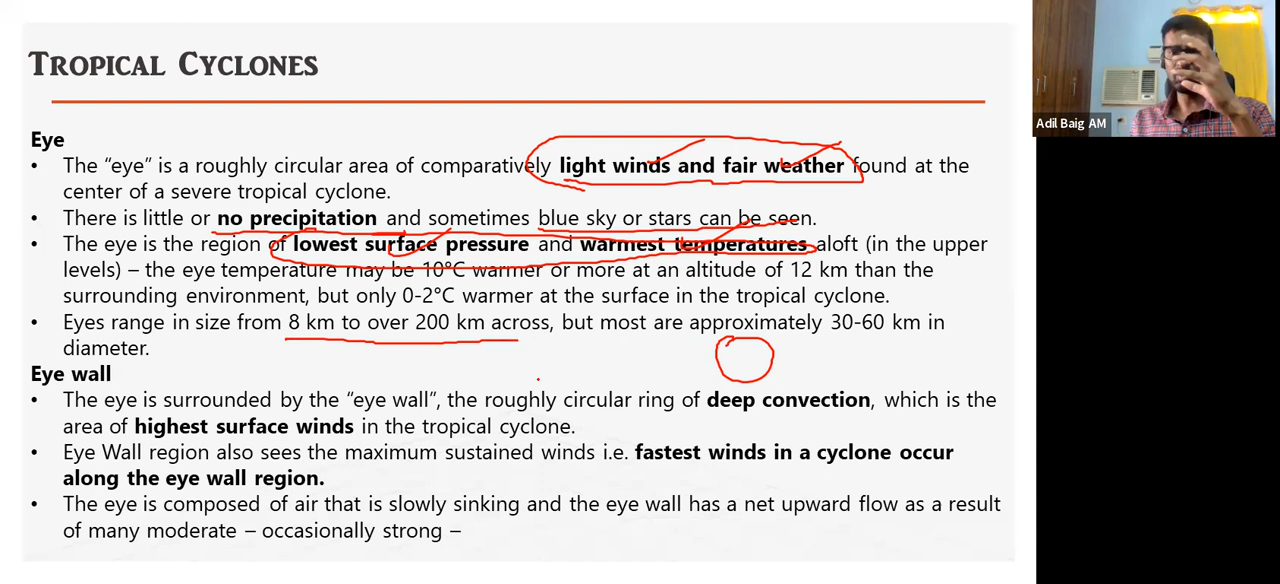 TROPICAL CYCLONES
Adil Baig AM
Eye
• The “eye” is a roughly circular area of comparatively light winds and fair weather found at the
center of a severe tropical cyclone.
• There is little or no precipitation and sometimes blue sky or stars can be seen.
• The eye is the region of lowest surface pressure and warmest temperatures aloft (in the upper
levels) – the eye temperature may be 10°C warmer or more at an altitude of 12 km than the
surrounding environment, but only 0-2°C warmer at the surface in the tropical cyclone.
• Eyes range in size from 8 km to over 200 km across, but most are approximately 30-60 km in
diameter.
Eye wall
• The eye is surrounded by the “eye wall”, the roughly circular ring of deep convection, which is the
area of highest surface winds in the tropical cyclone.
• Eye Wall region also sees the maximum sustained winds i.e. fastest winds in a cyclone occur
along the eye wall region.
• The eye is composed of air that is slowly sinking and the eye wall has a net upward flow as a result
of many moderate – occasionally strong –